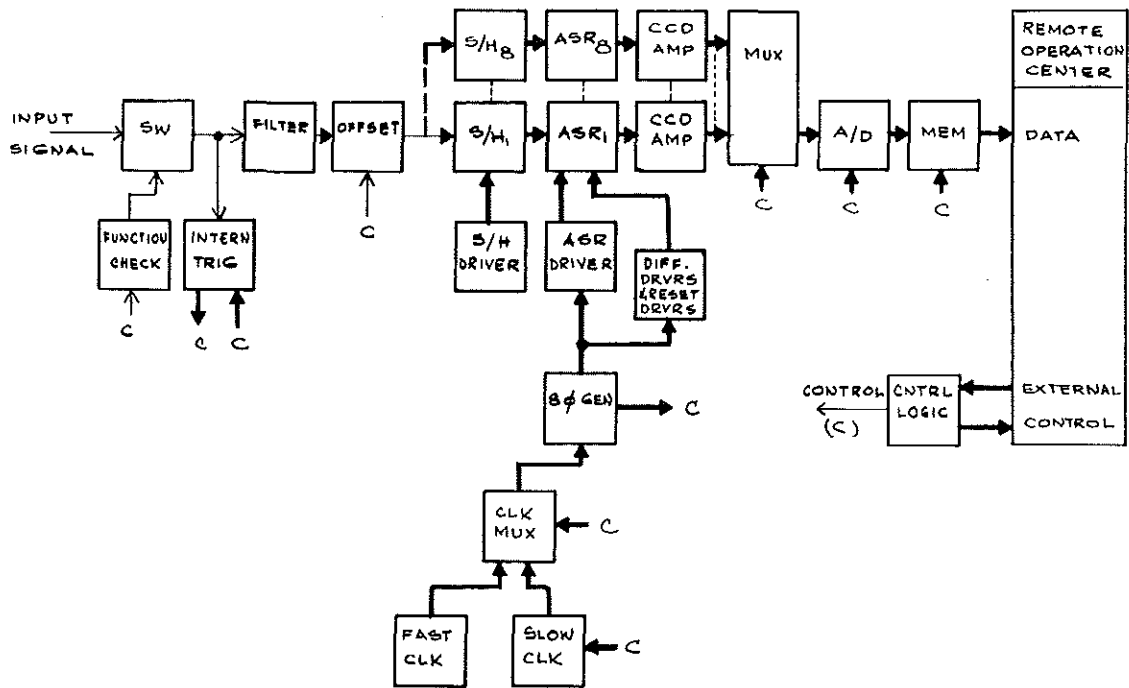 S/H8
ASR8
CCD
AMP
MUX
REMOTE
OPERATION
CENTER
INPUT
SIGNAL
SW
FILTER
OFFSET
S/H1
ASR1
CCD
AMP
A/D
MEM
DATA
C
C
C
C
FUNCTION
CHECK
INTERN
TRIG
S/H
DRIVER
ASR
DRIVER
DIFF.
DRVRS
&RESET
DRVRS
C
C
C
8φ GEN
C
CONTROL
(C)
CNTRL
LOGIC
EXTERNAL
CONTROL
CLK
MUX
C
FAST
CLK
SLOW
CLK
C